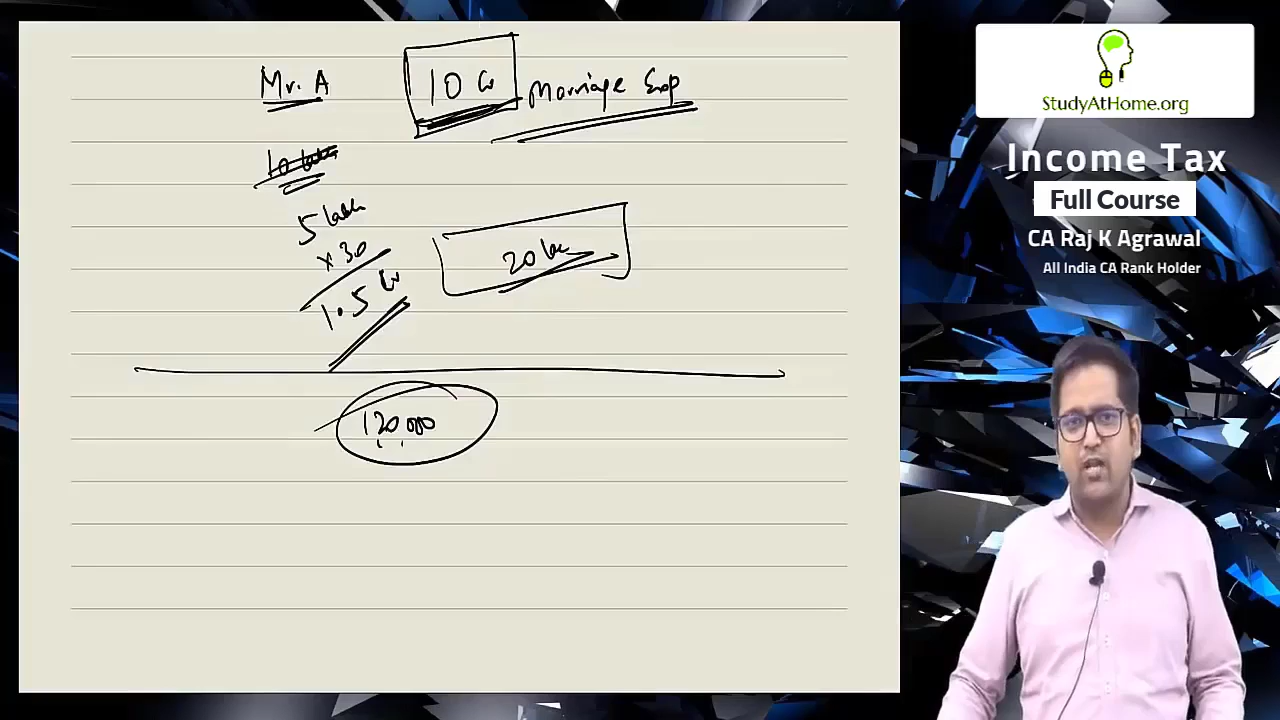 Mr. A
10 Cr Marriage Exp
5 lakh
x 30
1.5 Cr
20 lac
120,000
StudyAtHome.org
Income Tax
Full Course
CA Raj K Agrawal
All India CA Rank Holder